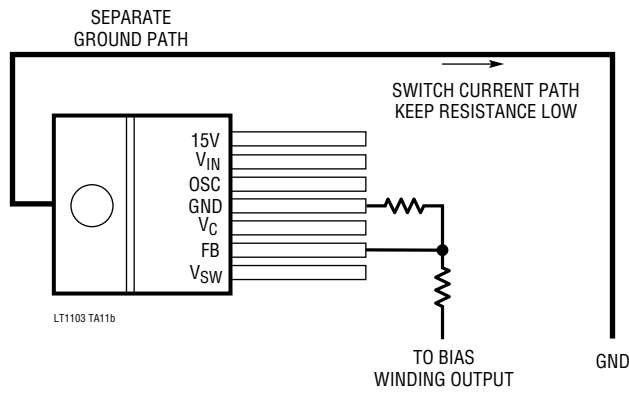 SEPARATE
GROUND PATH
SWITCH CURRENT PATH
KEEP RESISTANCE LOW
15V
VIN
OSC
GND
VC
FB
VSW
LT1103 TA11b
TO BIAS
WINDING OUTPUT
GND